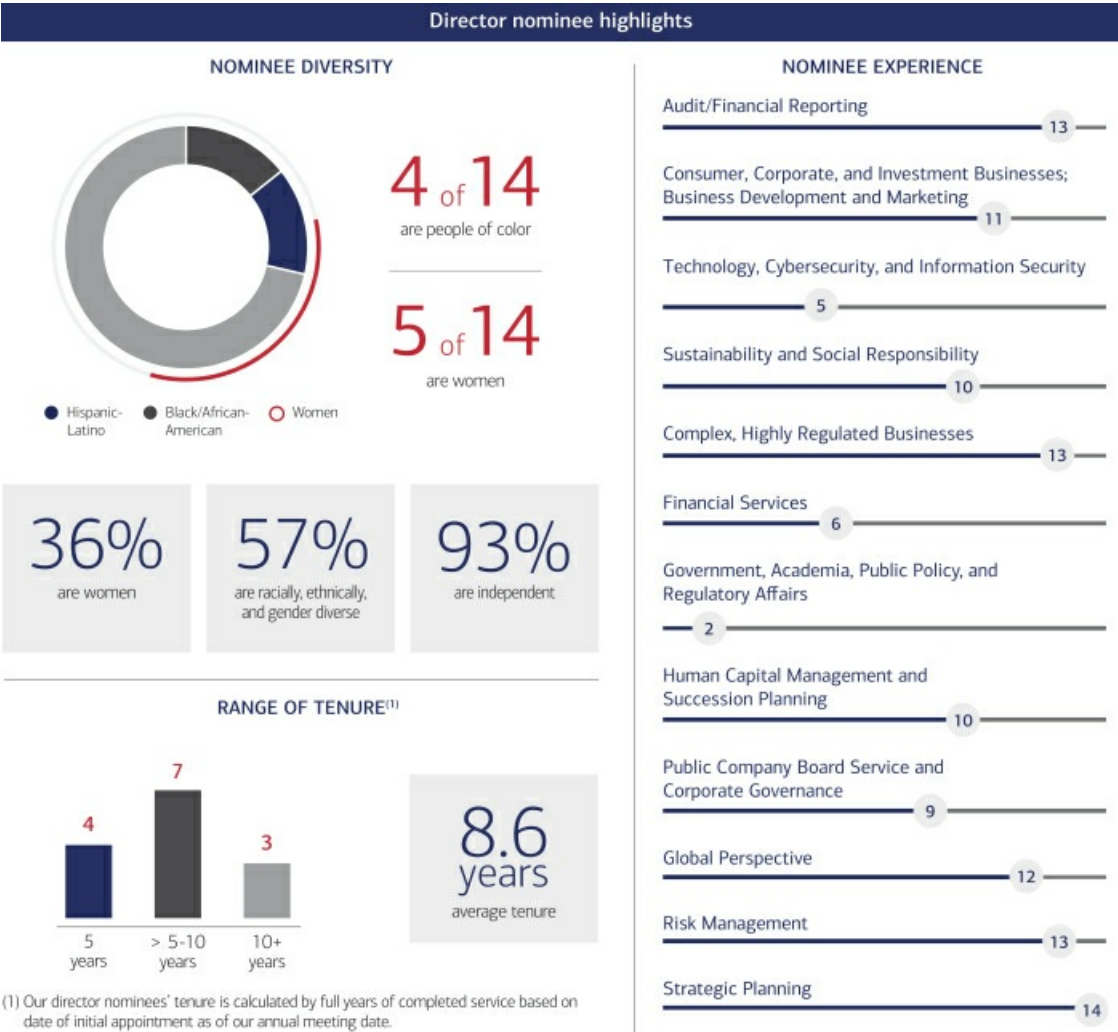 Director nominee highlights
NOMINEE DIVERSITY
4 of 14
are people of color
5 of 14
are women
Hispanic-
Latino
Black/African-
American
Women
36%
are women
57%
are racially, ethnically,
and gender diverse
93%
are independent
RANGE OF TENURE(1)
4
7
3
5
years
> 5-10
years
10+
years
8.6
years
average tenure
(1) Our director nominees' tenure is calculated by full years of completed service based on
date of initial appointment as of our annual meeting date.
NOMINEE EXPERIENCE
Audit/Financial Reporting
13
Consumer, Corporate, and Investment Businesses;
Business Development and Marketing
11
Technology, Cybersecurity, and Information Security
5
Sustainability and Social Responsibility
10
Complex, Highly Regulated Businesses
13
Financial Services
6
Government, Academia, Public Policy, and
Regulatory Affairs
2
Human Capital Management and
Succession Planning
10
Public Company Board Service and
Corporate Governance
9
Global Perspective
12
Risk Management
13
Strategic Planning
14